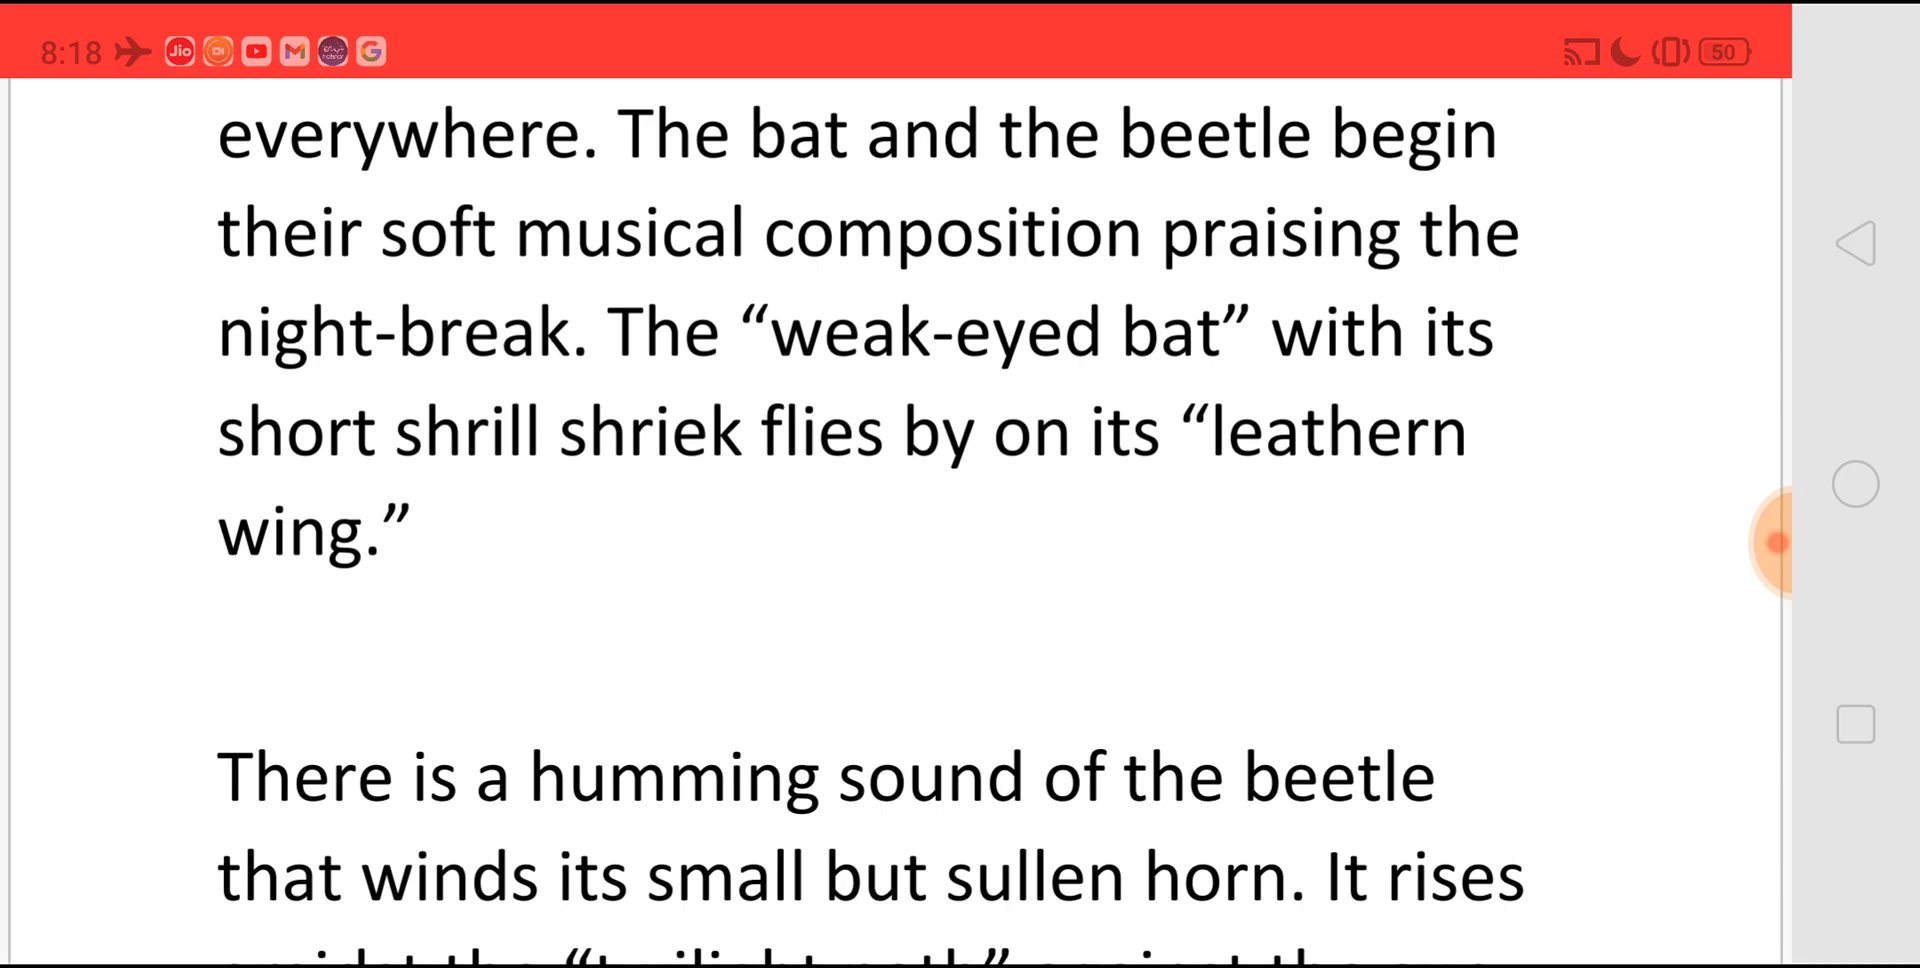 8:18 Jio 50
everywhere. The bat and the beetle begin
their soft musical composition praising the
night-break. The “weak-eyed bat” with its
short shrill shriek flies by on its “leathern
wing.”
There is a humming sound of the beetle
that winds its small but sullen horn. It rises